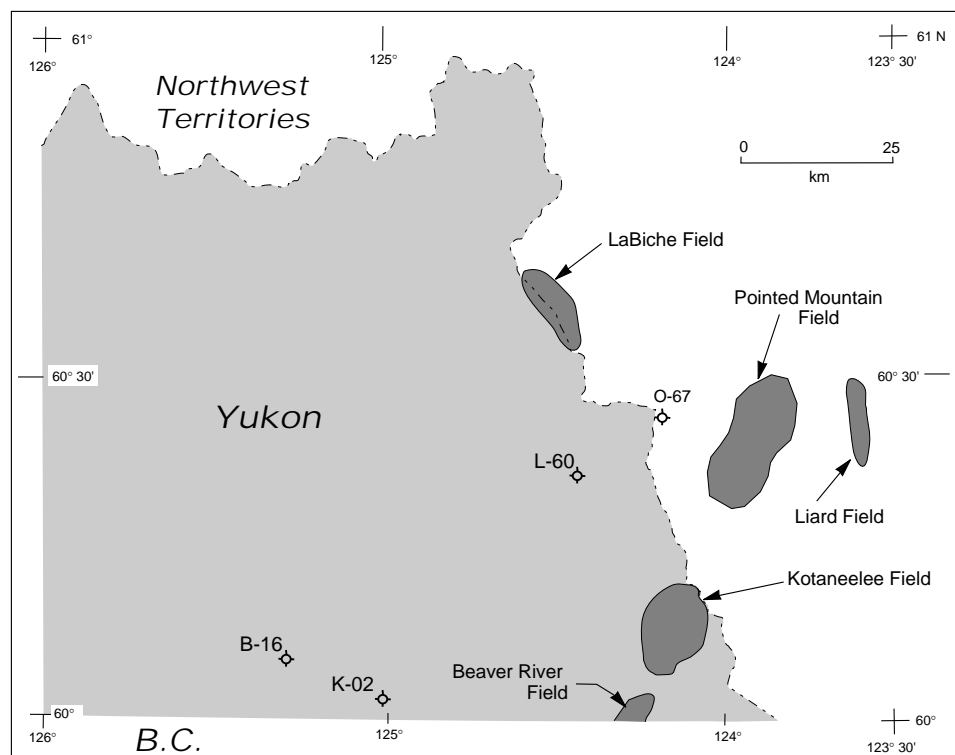 61°
126°
125°
124°
61 N
123° 30'
Northwest
Territories
0 25
km
LaBiche Field
Pointed Mountain
Field
60° 30'
60° 30'
O-67
Yukon
L-60
Liard Field
Kotaneelee Field
B-16
K-02
Beaver River
Field
60°
126°
B.C.
125°
124°
60°
123° 30'